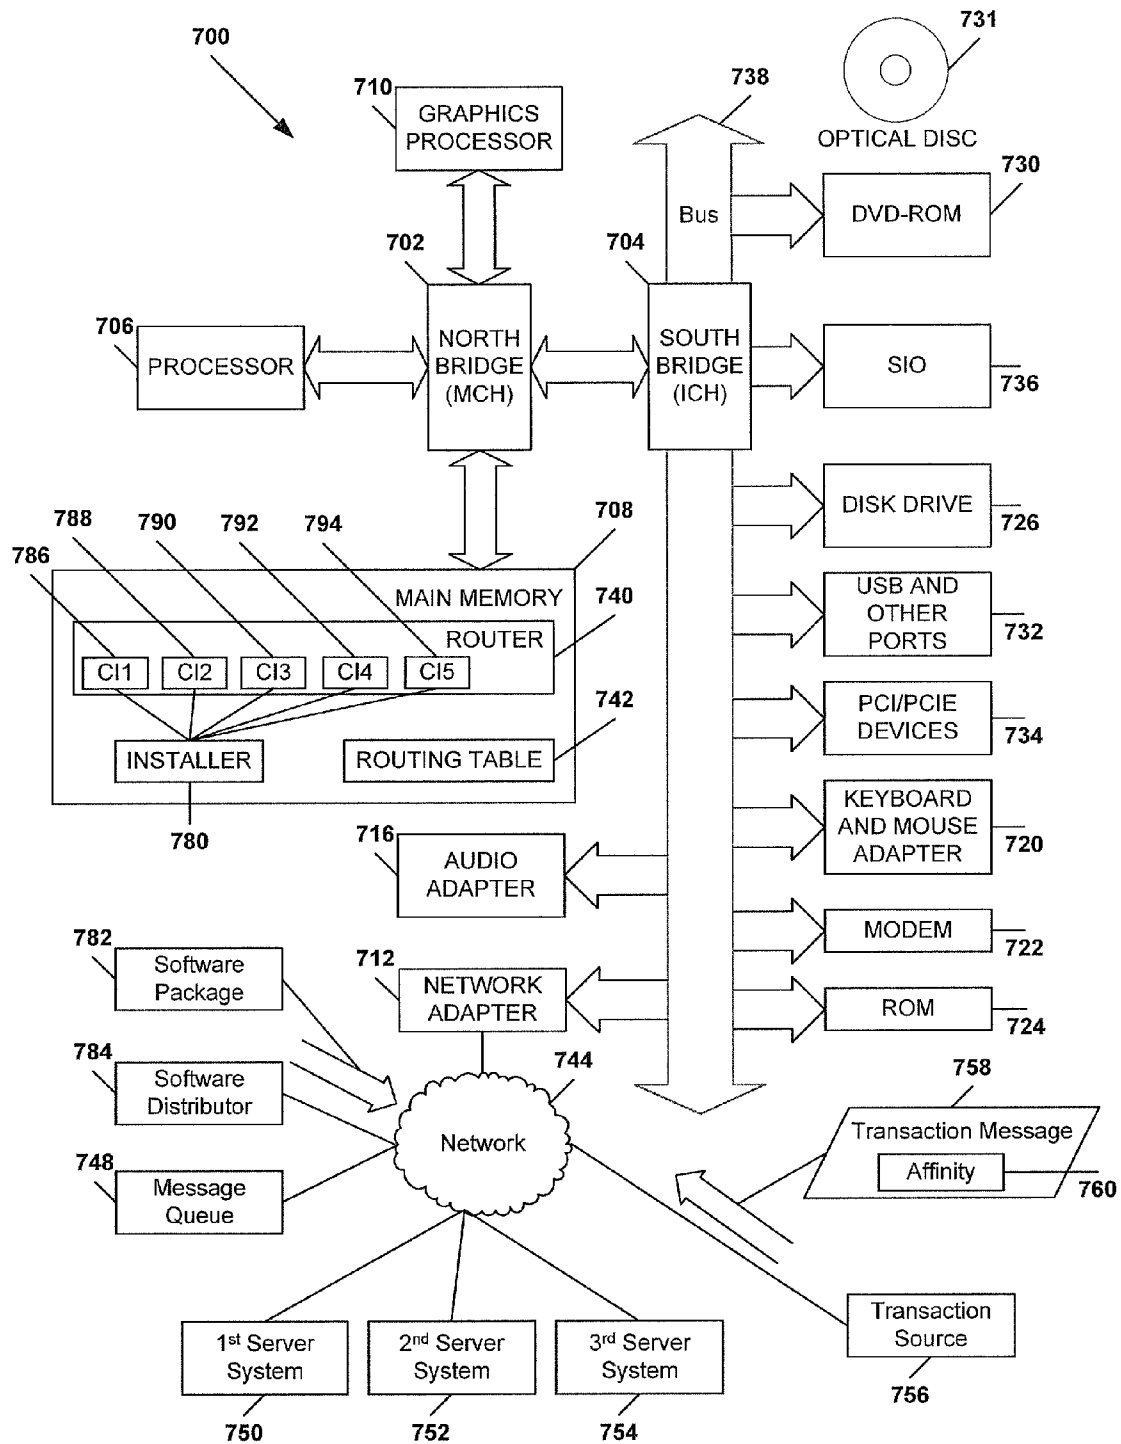 700
710
GRAPHICS
PROCESSOR
738
731
OPTICAL DISC
730
DVD-ROM
Bus
702
704
706
PROCESSOR
NORTH
BRIDGE
(MCH)
SOUTH
BRIDGE
(ICH)
SIO
736
DISK DRIVE
726
786
788
790
792
794
708
MAIN MEMORY
740
ROUTER
CI1
CI2
CI3
CI4
CI5
742
INSTALLER
ROUTING TABLE
780
USB AND
OTHER
PORTS
732
PCI/PCIE
DEVICES
734
KEYBOARD
AND MOUSE
ADAPTER
720
716
AUDIO
ADAPTER
MODEM
722
712
NETWORK
ADAPTER
ROM
724
782
Software
Package
784
Software
Distributor
748
Message
Queue
744
Network
758
Transaction Message
Affinity
760
1st Server
System
750
2nd Server
System
752
3rd Server
System
754
Transaction
Source
756